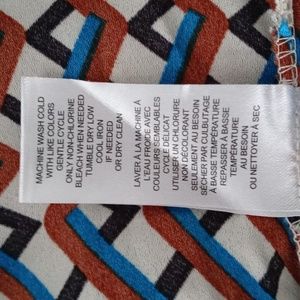 MACHINE WASH COLD
WITH LIKE COLORS
GENTLE CYCLE
ONLY NON-CHLORINE
BLEACH WHEN NEEDED
TUMBLE DRY LOW
COOL IRON
IF NEEDED
OR DRY CLEAN
LAVER À LA MACHINE À
L'EAU FROIDE AVEC
COULEURS SEMBLABLES
CYCLE DÉLICAT
UTILISER UN CHLORURE
NON DÉCOLORANT
SEULEMENT AU BESOIN
SÉCHER PAR CULBUTAGE
À BASSE TEMPÉRATURE
REPASSER À BASSE
TEMPÉRATURE
AU BESOIN
OU NETTOYER À SEC